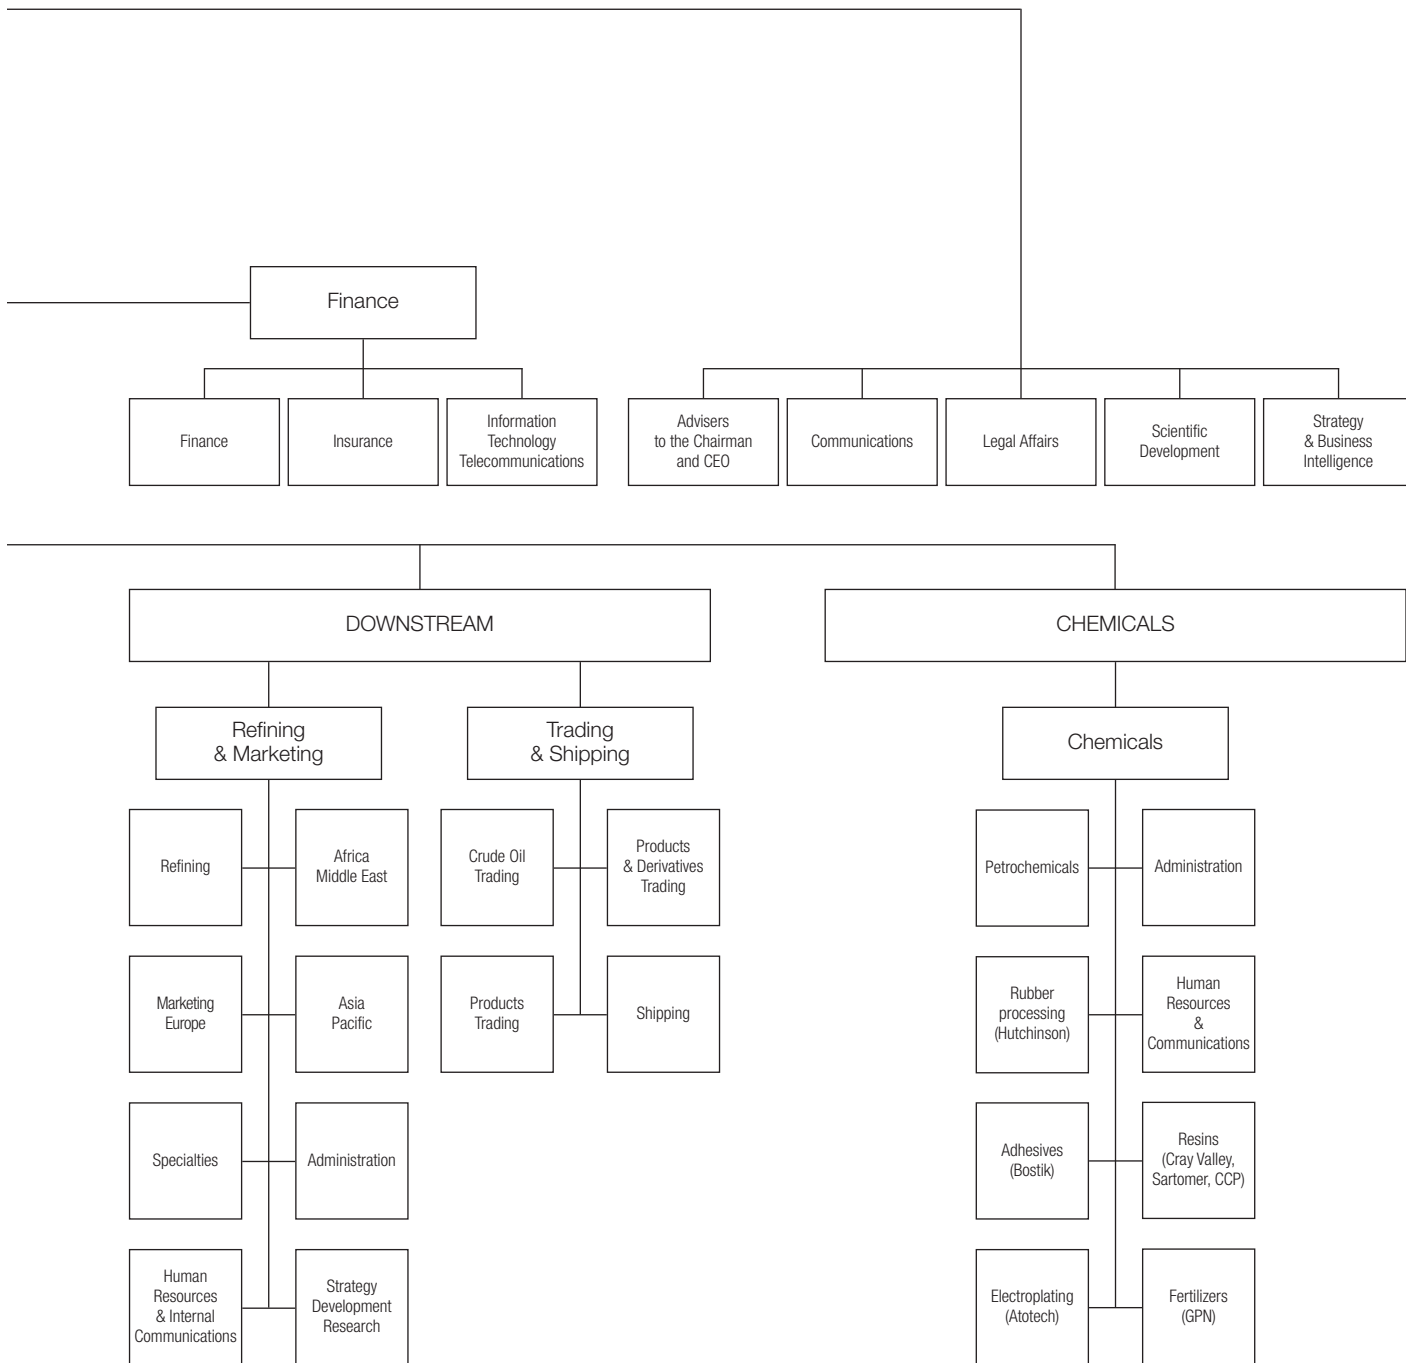 Finance
Finance
Insurance
Information
Technology
Telecommunications
Advisers
to the Chairman
and CEO
Communications
Legal Affairs
Scientific
Development
Strategy
& Business
Intelligence
DOWNSTREAM
CHEMICALS
Refining
& Marketing
Trading
& Shipping
Chemicals
Refining
Africa
Middle East
Crude Oil
Trading
Products
& Derivatives
Trading
Petrochemicals
Administration
Marketing
Europe
Asia
Pacific
Products
Trading
Shipping
Rubber
processing
(Hutchinson)
Human
Resources
&
Communications
Specialties
Administration
Adhesives
(Bostik)
Resins
(Cray Valley,
Sartomer, CCP)
Human
Resources
& Internal
Communications
Strategy
Development
Research
Electroplating
(Atotech)
Fertilizers
(GPN)